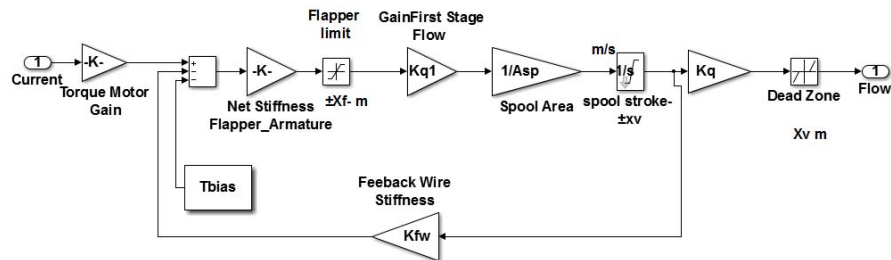 Flapper
limit
GainFirst Stage
Flow
m/s
1
Current
-K-
Torque Motor
Gain
+
−
−
-K-
Net Stiffness
Flapper_Armature
±Xf- m
Kq1
1/Asp
Spool Area
1/s
spool stroke-
±xv
Kq
Dead Zone
Xv m
1
Flow
Tbias
Feeback Wire
Stiffness
Kfw